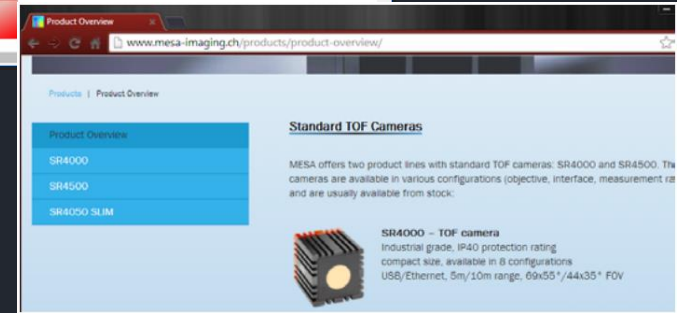 Product Overview
www.mesa-imaging.ch/products/product-overview/
Products | Product Overview
Product Overview
SR4000
SR4500
SR4050 SLIM
Standard TOF Cameras
MESA offers two product lines with standard TOF cameras: SR4000 and SR4500.
cameras are available in various configurations (objective, interface, measurement
and are usually available from stock:
SR4000 – TOF camera
Industrial grade, IP40 protection rating
compact size, available in 8 configurations
USB/Ethernet, 5m/10m range, 69x55°/44x35° FOV